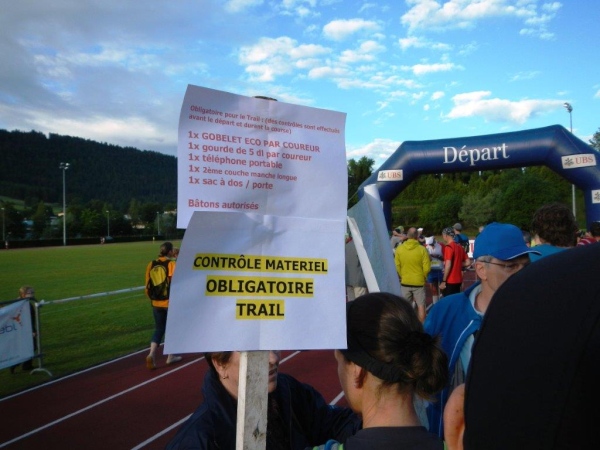 Obligatoire pour le Trail : (des contrôles sont effectués
avant le départ et durant la course)
1x GOBELET ECO PAR COUREUR
1x gourde de 5 dl par coureur
1x téléphone portable
1x 2ème couche manche longue
1x sac à dos / porte
Bâtons autorisés
CONTRÔLE MATERIEL
OBLIGATOIRE
TRAIL
Départ
UBS
UBS